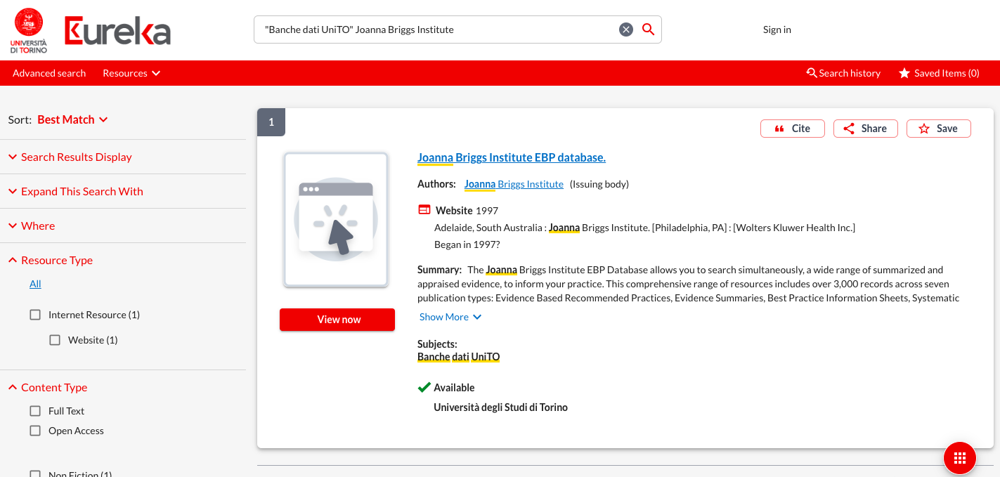 UNIVERSITÀ
DI TORINO
Eureka
"Banche dati UniTO" Joanna Briggs Institute
Sign in
Advanced search
Resources
Search history
Saved Items (0)
Sort: Best Match
Search Results Display
Expand This Search With
Where
Resource Type
All
Internet Resource (1)
Website (1)
Content Type
Full Text
Open Access
Non Fiction (1)
1
Cite
Share
Save
Joanna Briggs Institute EBP database.
Authors: Joanna Briggs Institute (Issuing body)
Website 1997
Adelaide, South Australia : Joanna Briggs Institute. [Philadelphia, PA] : [Wolters Kluwer Health Inc.]
Began in 1997?
Summary: The Joanna Briggs Institute EBP Database allows you to search simultaneously, a wide range of summarized and
appraised evidence, to inform your practice. This comprehensive range of resources includes over 3,000 records across seven
publication types: Evidence Based Recommended Practices, Evidence Summaries, Best Practice Information Sheets, Systematic
Show More
View now
Subjects:
Banche dati UniTO
Available
Università degli Studi di Torino